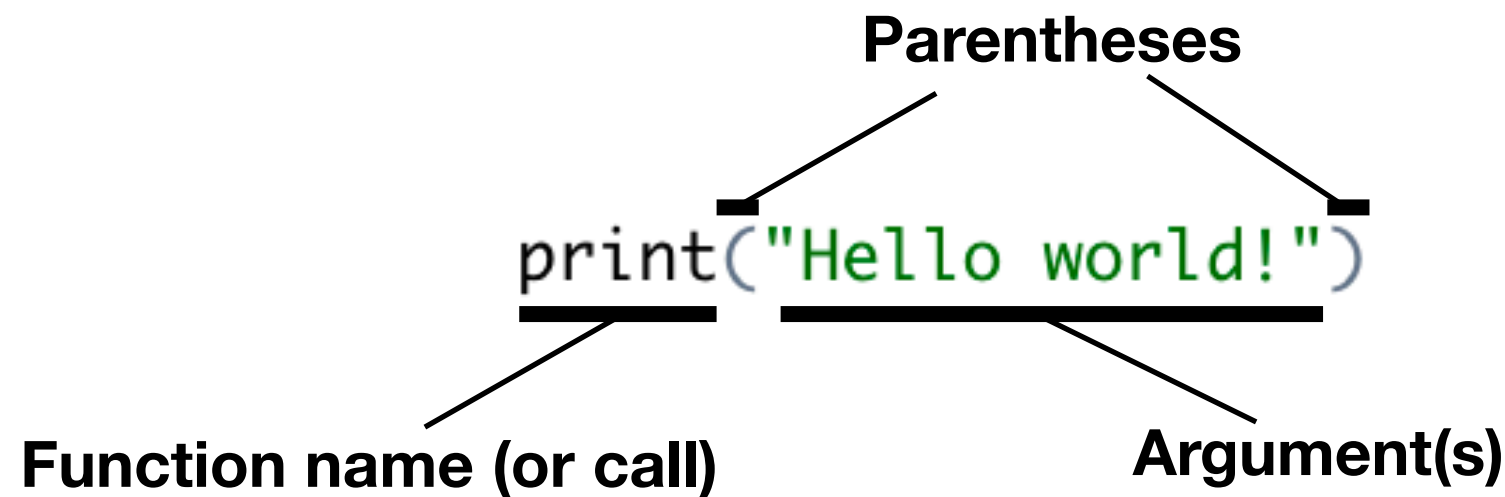 Parentheses
print("Hello world!")
Function name (or call)
Argument(s)